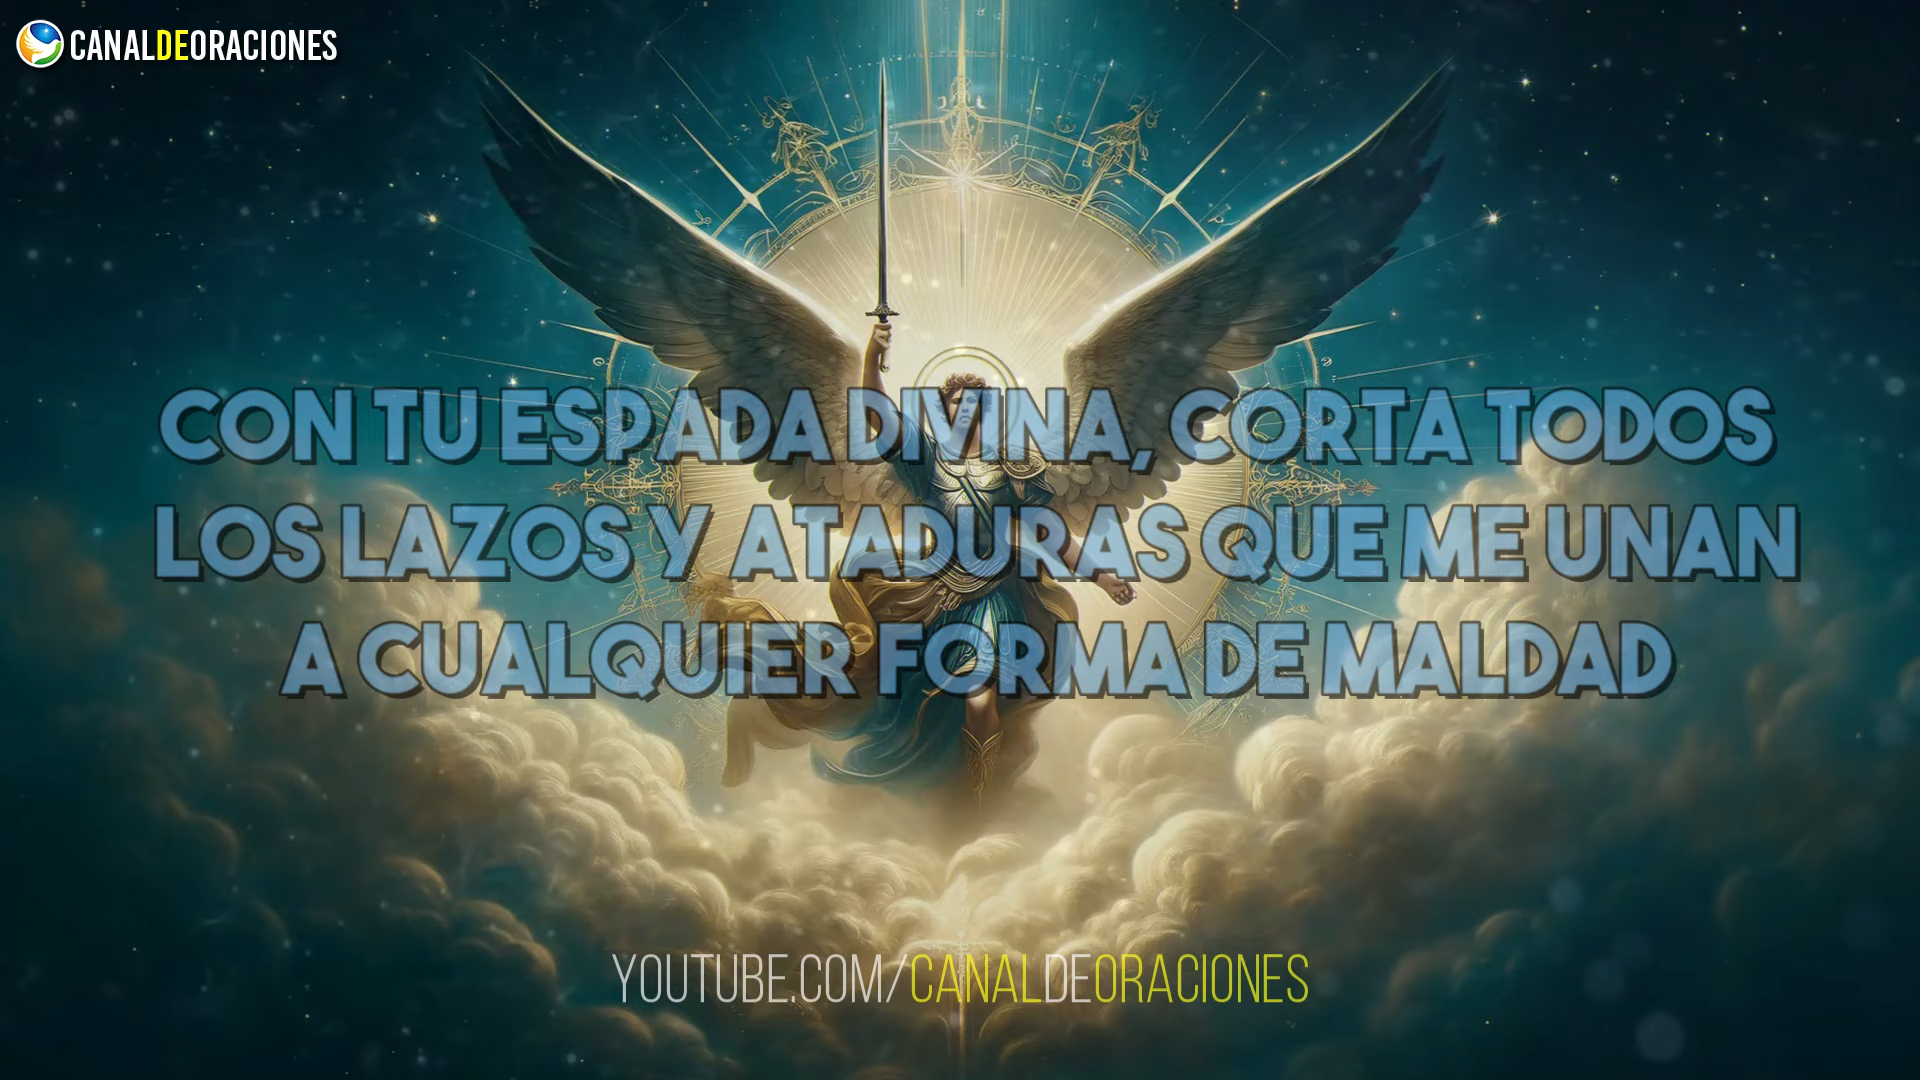 CANALDEORACIONES
CON TU ESPADA DIVINA, CORTA TODOS
LOS LAZOS Y ATADURAS QUE ME UNAN
A CUALQUIER FORMA DE MALDAD
YOUTUBE.COM/CANALDEORACIONES